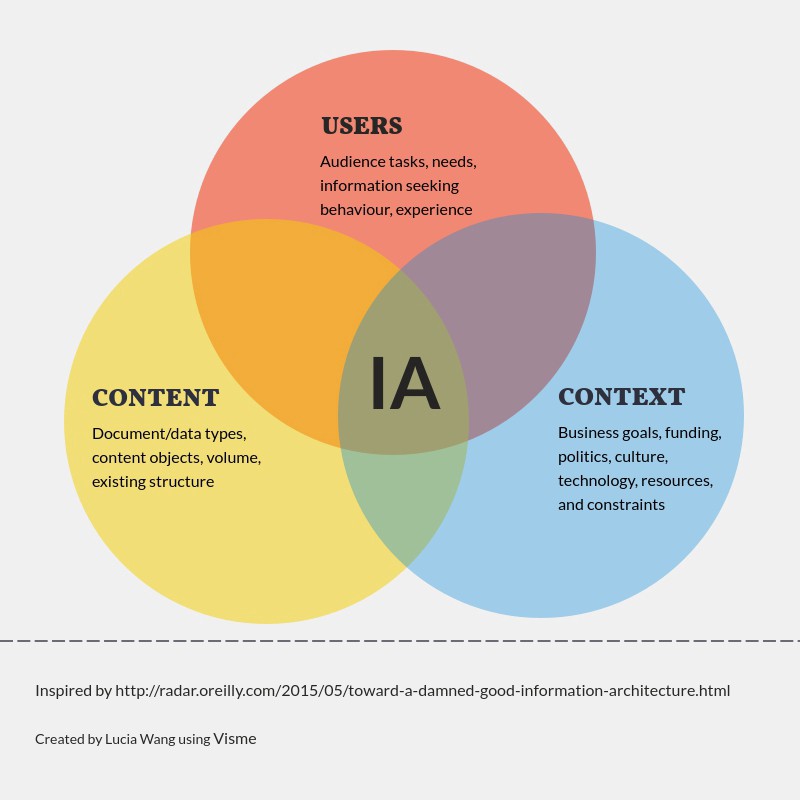 USERS
Audience tasks, needs,
information seeking
behaviour, experience
IA
CONTENT
Document/data types,
content objects, volume,
existing structure
CONTEXT
Business goals, funding,
politics, culture,
technology, resources,
and constraints
Inspired by http://radar.oreilly.com/2015/05/toward-a-damned-good-information-architecture.html
Created by Lucia Wang using Visme